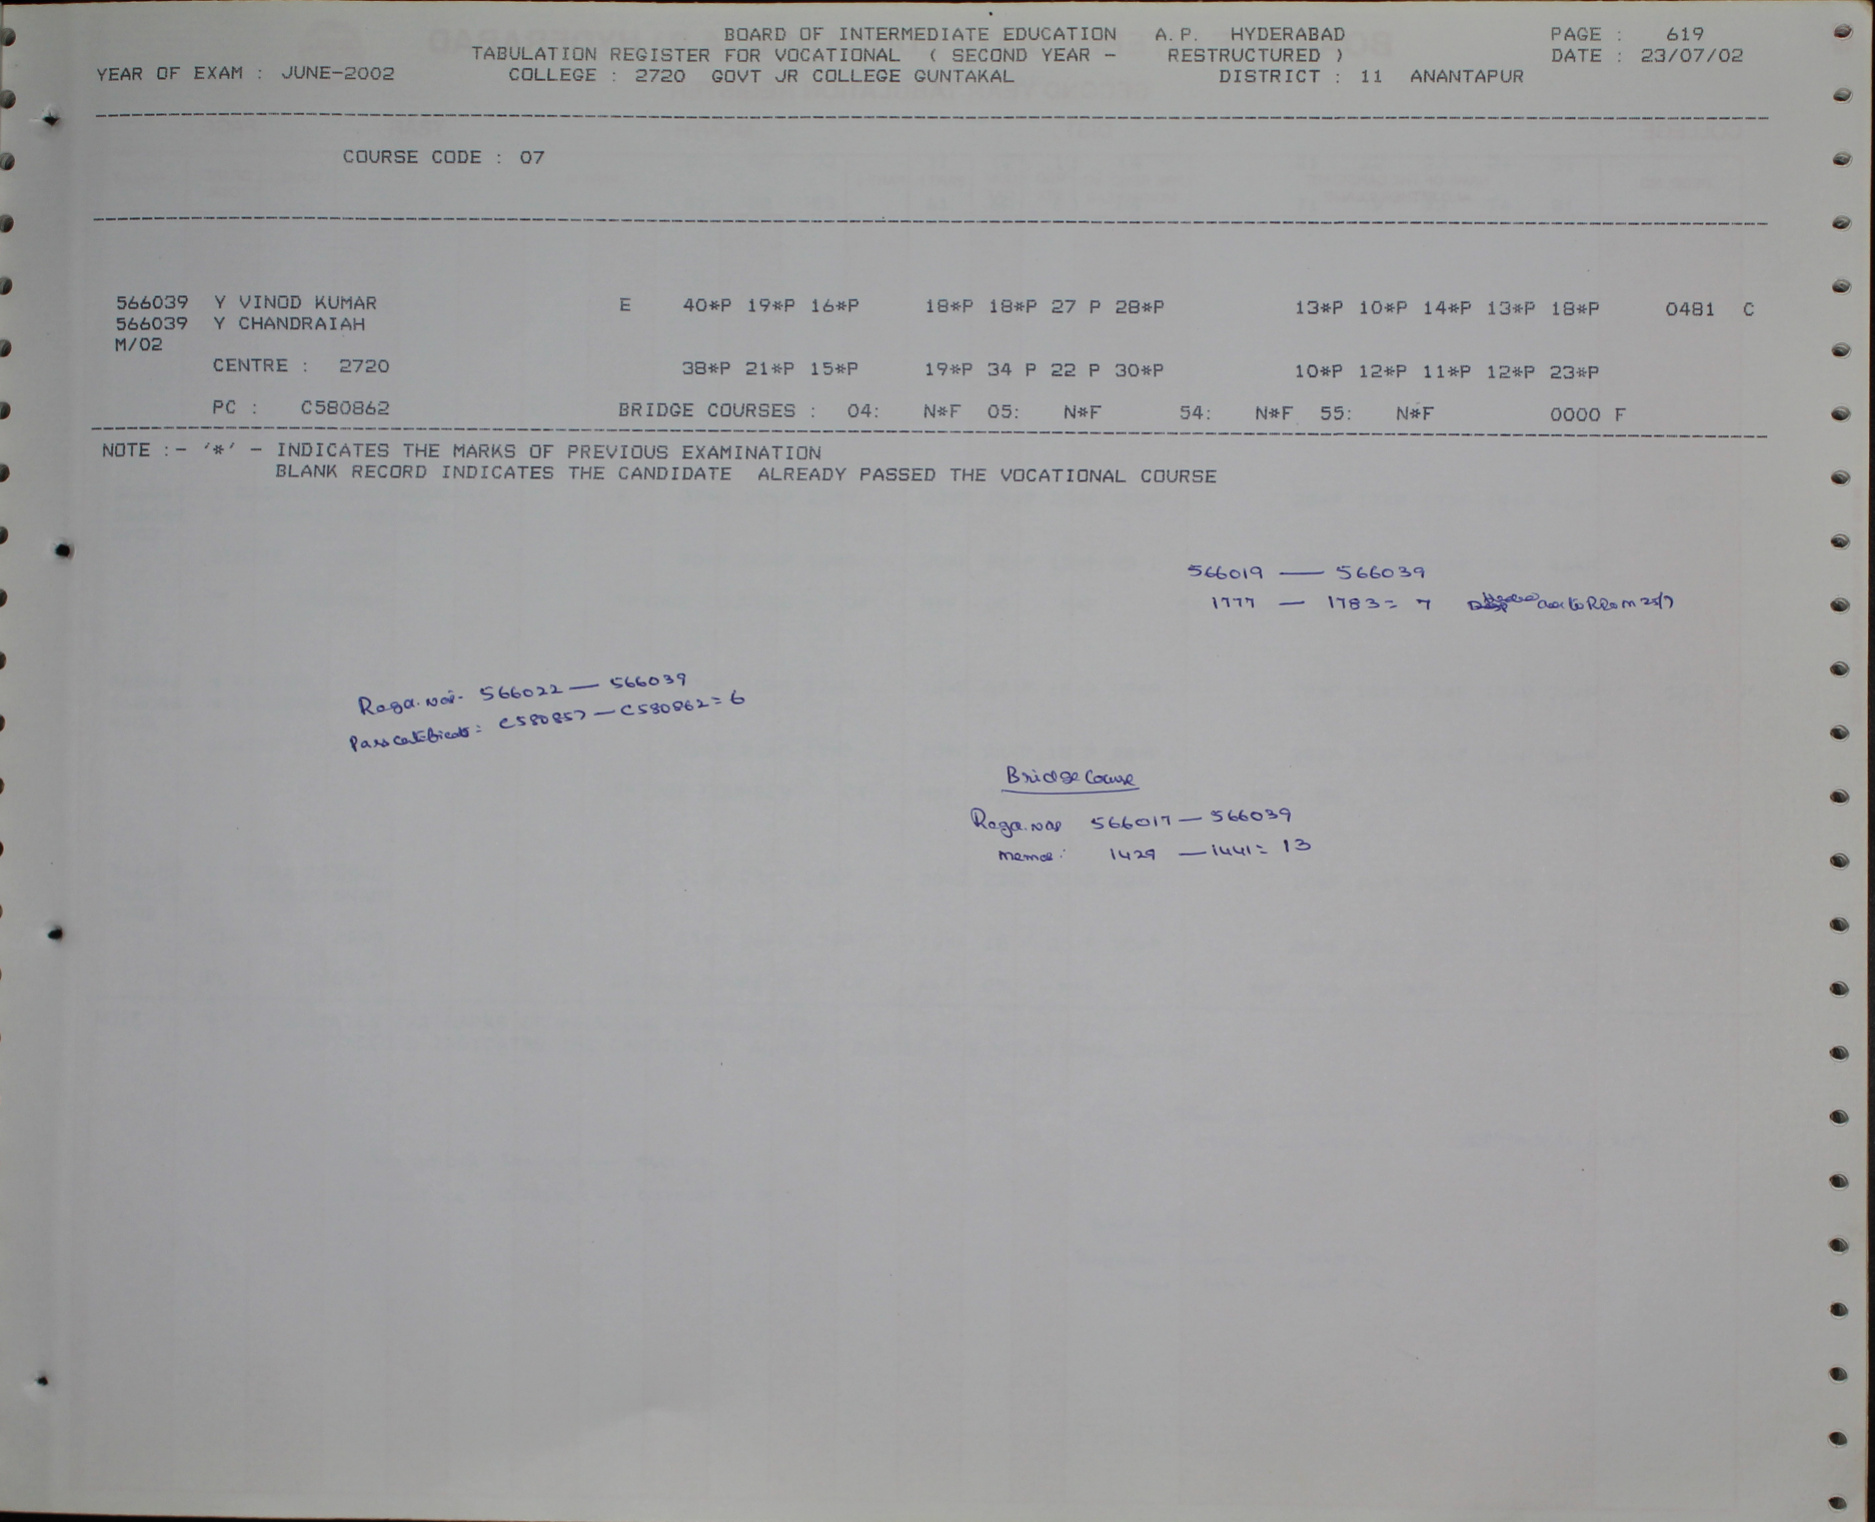 BOARD OF INTERMEDIATE EDUCATION A.P. HYDERABAD PAGE : 619
TABULATION REGISTER FOR VOCATIONAL ( SECOND YEAR - RESTRUCTURED ) DATE : 23/07/02
YEAR OF EXAM : JUNE-2002 COLLEGE : 2720 GOVT JR COLLEGE GUNTAKAL DISTRICT : 11 ANANTAPUR
COURSE CODE : 07
566039 Y VINOD KUMAR E 40*P 19*P 16*P 18*P 18*P 27 P 28*P 13*P 10*P 14*P 13*P 18*P 0481 C
566039 Y CHANDRAIAH
M/02
CENTRE : 2720 38*P 21*P 15*P 19*P 34 P 22 P 30*P 10*P 12*P 11*P 12*P 23*P
PC : C580862 BRIDGE COURSES : 04: N*F 05: N*F 54: N*F 55: N*F 0000 F
NOTE :- '*' - INDICATES THE MARKS OF PREVIOUS EXAMINATION
BLANK RECORD INDICATES THE CANDIDATE ALREADY PASSED THE VOCATIONAL COURSE
566019 — 566039
1777 — 1783 = 7
Regd. nos. 566022 — 566039
Pass Certificate: C580857 — C580862 = 6
Bridge Course
Regd. nos 566017 — 566039
memos: 1429 — 1441 = 13